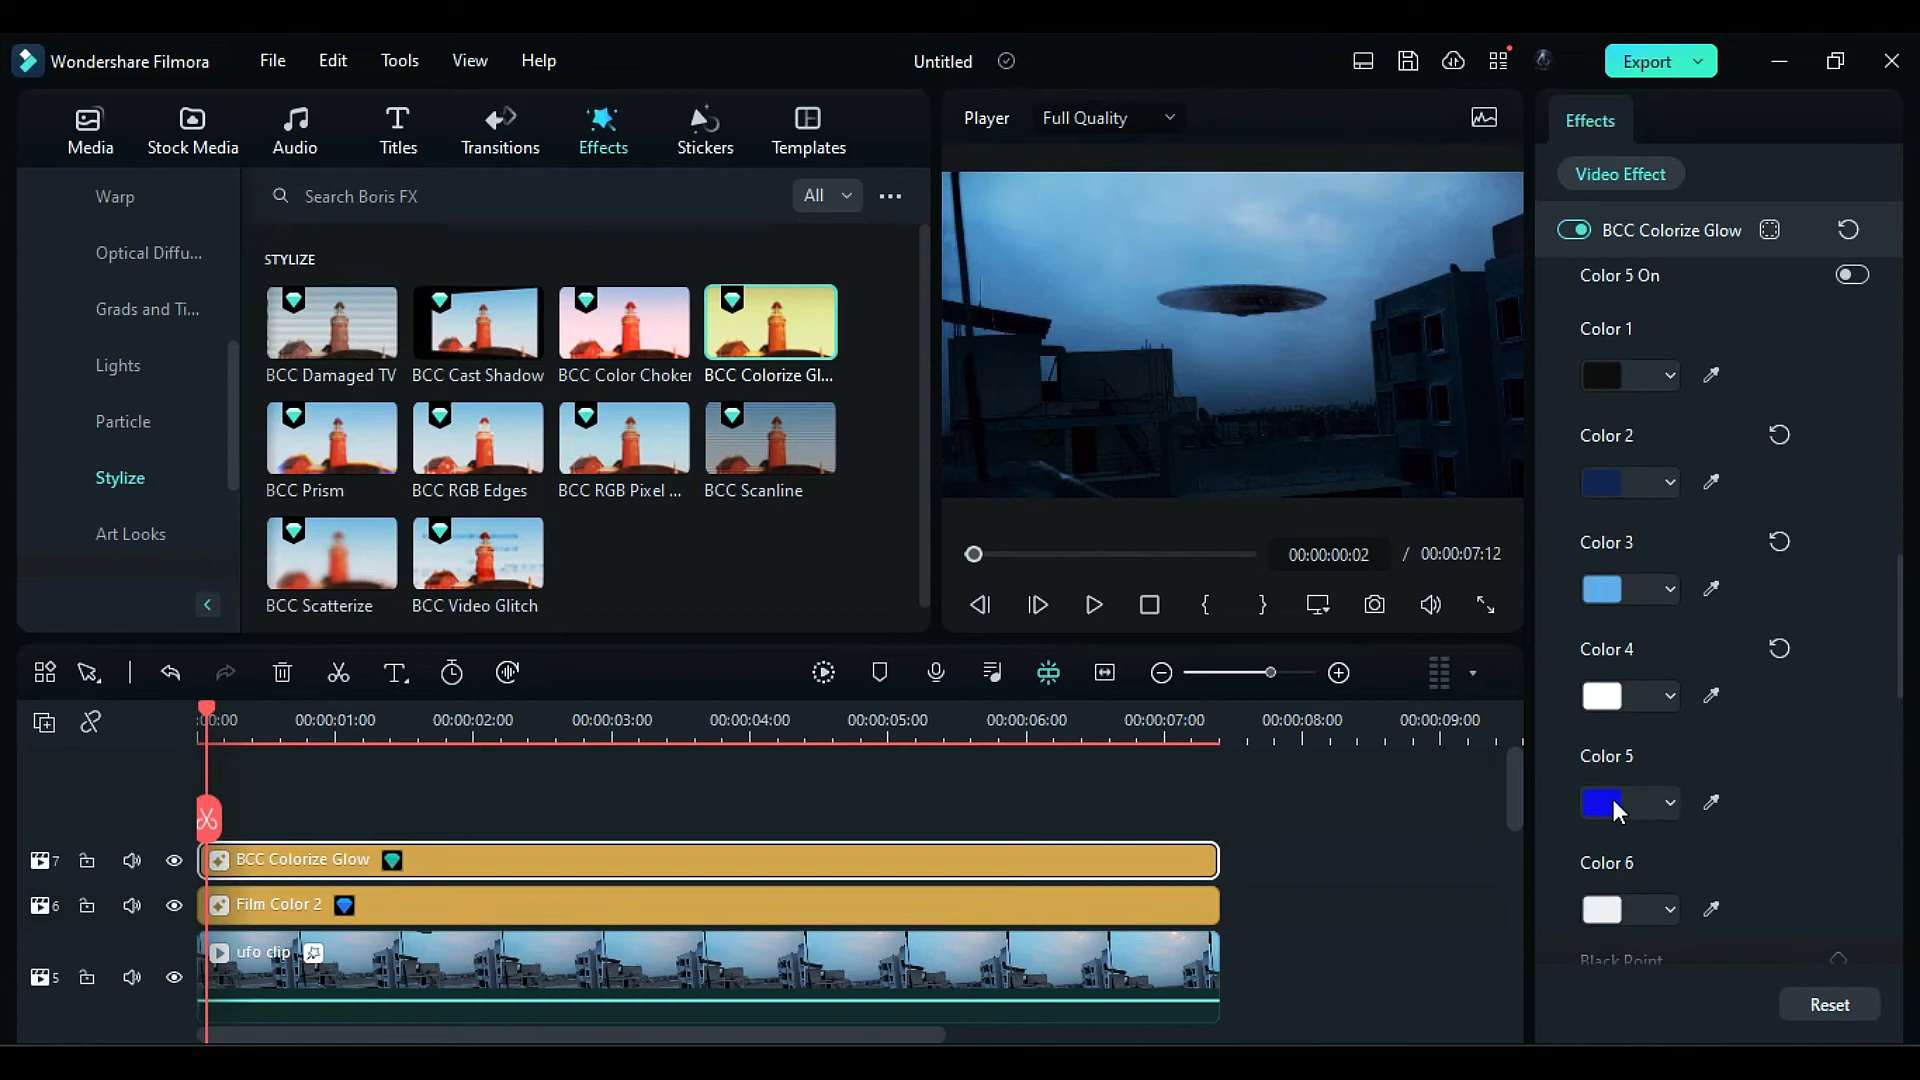 Wondershare Filmora
File
Edit
Tools
View
Help
Untitled
Export
Media
Stock Media
Audio
Titles
Transitions
Effects
Stickers
Templates
Player
Full Quality
Effects
Video Effect
Warp
Optical Diffu...
Grads and Ti...
Lights
Particle
Stylize
Art Looks
Search Boris FX
All
STYLIZE
BCC Damaged TV
BCC Cast Shadow
BCC Color Choker
BCC Colorize Gl...
BCC Prism
BCC RGB Edges
BCC RGB Pixel ...
BCC Scanline
BCC Scatterize
BCC Video Glitch
00:00:00:02
/
00:00:07:12
{
}
BCC Colorize Glow
Color 5 On
Color 1
Color 2
Color 3
Color 4
Color 5
Color 6
Black Point
Reset
:00:00
00:00:01:00
00:00:02:00
00:00:03:00
00:00:04:00
00:00:05:00
00:00:06:00
00:00:07:00
00:00:08:00
00:00:09:00
7
BCC Colorize Glow
6
Film Color 2
5
ufo clip